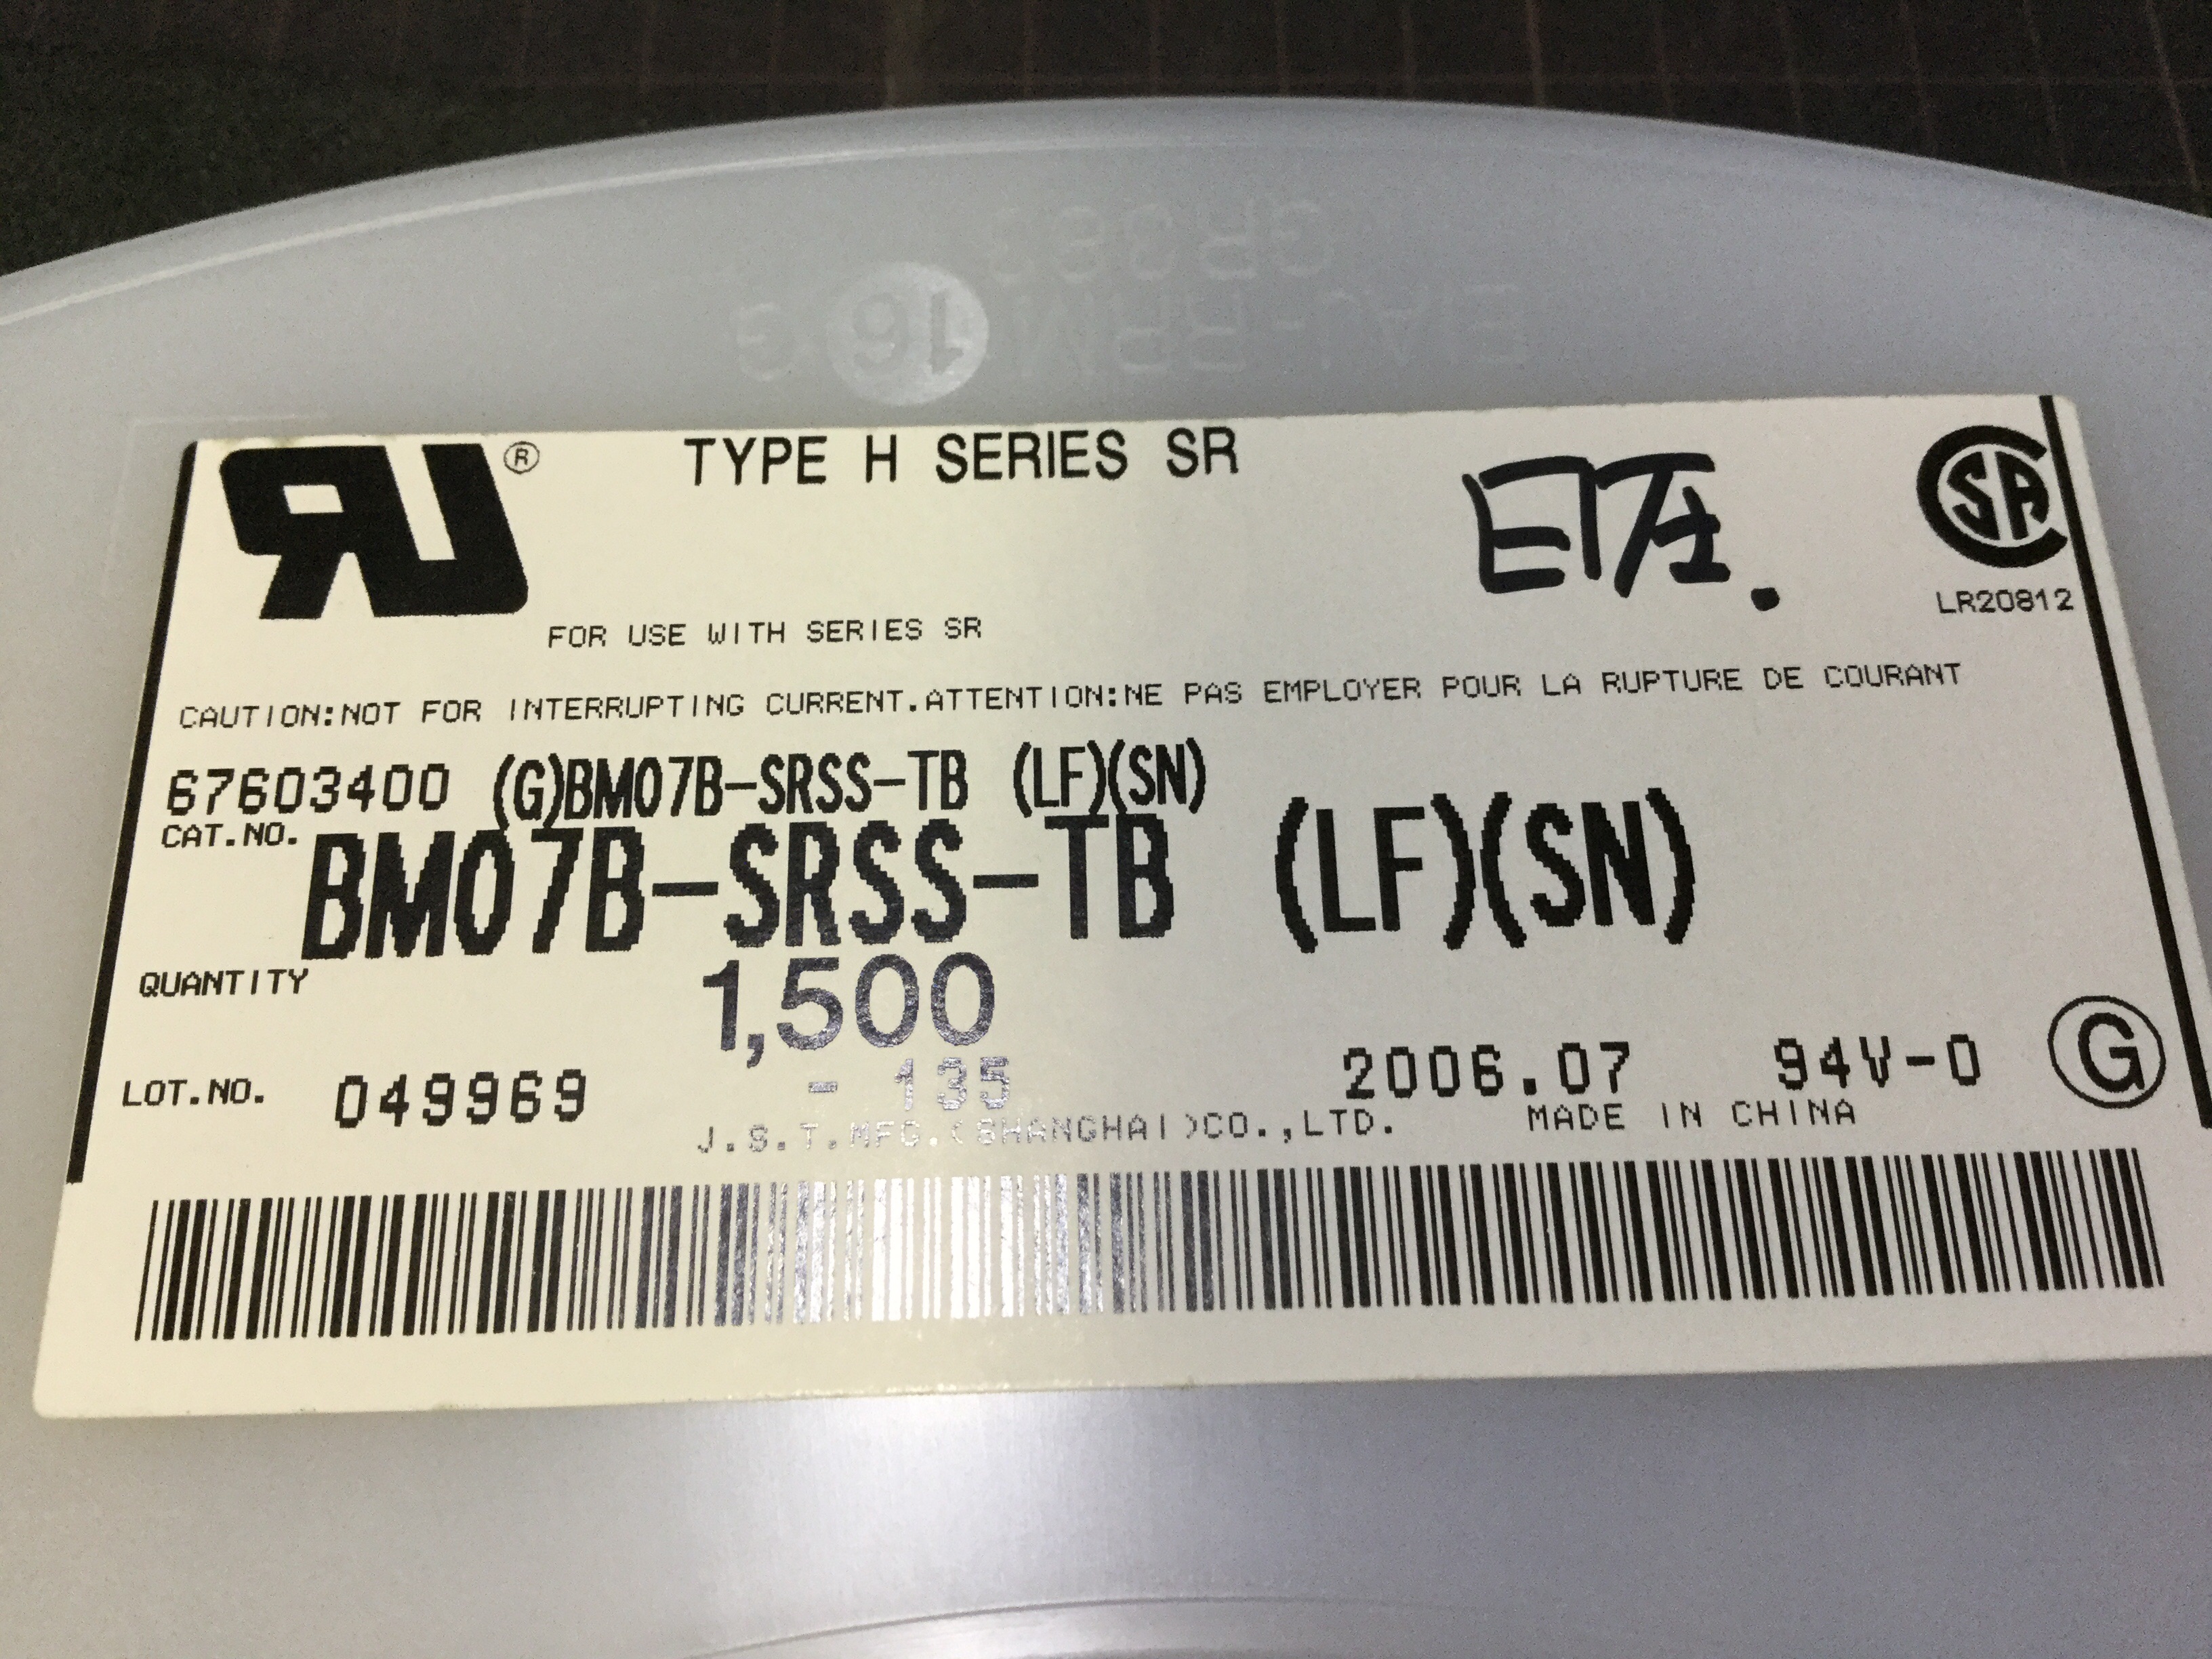 TYPE H SERIES SR
ETA.
LR20812
FOR USE WITH SERIES SR
CAUTION:NOT FOR INTERRUPTING CURRENT.ATTENTION:NE PAS EMPLOYER POUR LA RUPTURE DE COURANT
67603400 (G)BM07B-SRSS-TB (LF)(SN)
CAT.NO. BM07B-SRSS-TB (LF)(SN)
QUANTITY 1,500
LOT.NO. 049969 - 135 2006.07 94V-0 G
J.S.T.MFG.(SHANGHAI)CO.,LTD. MADE IN CHINA